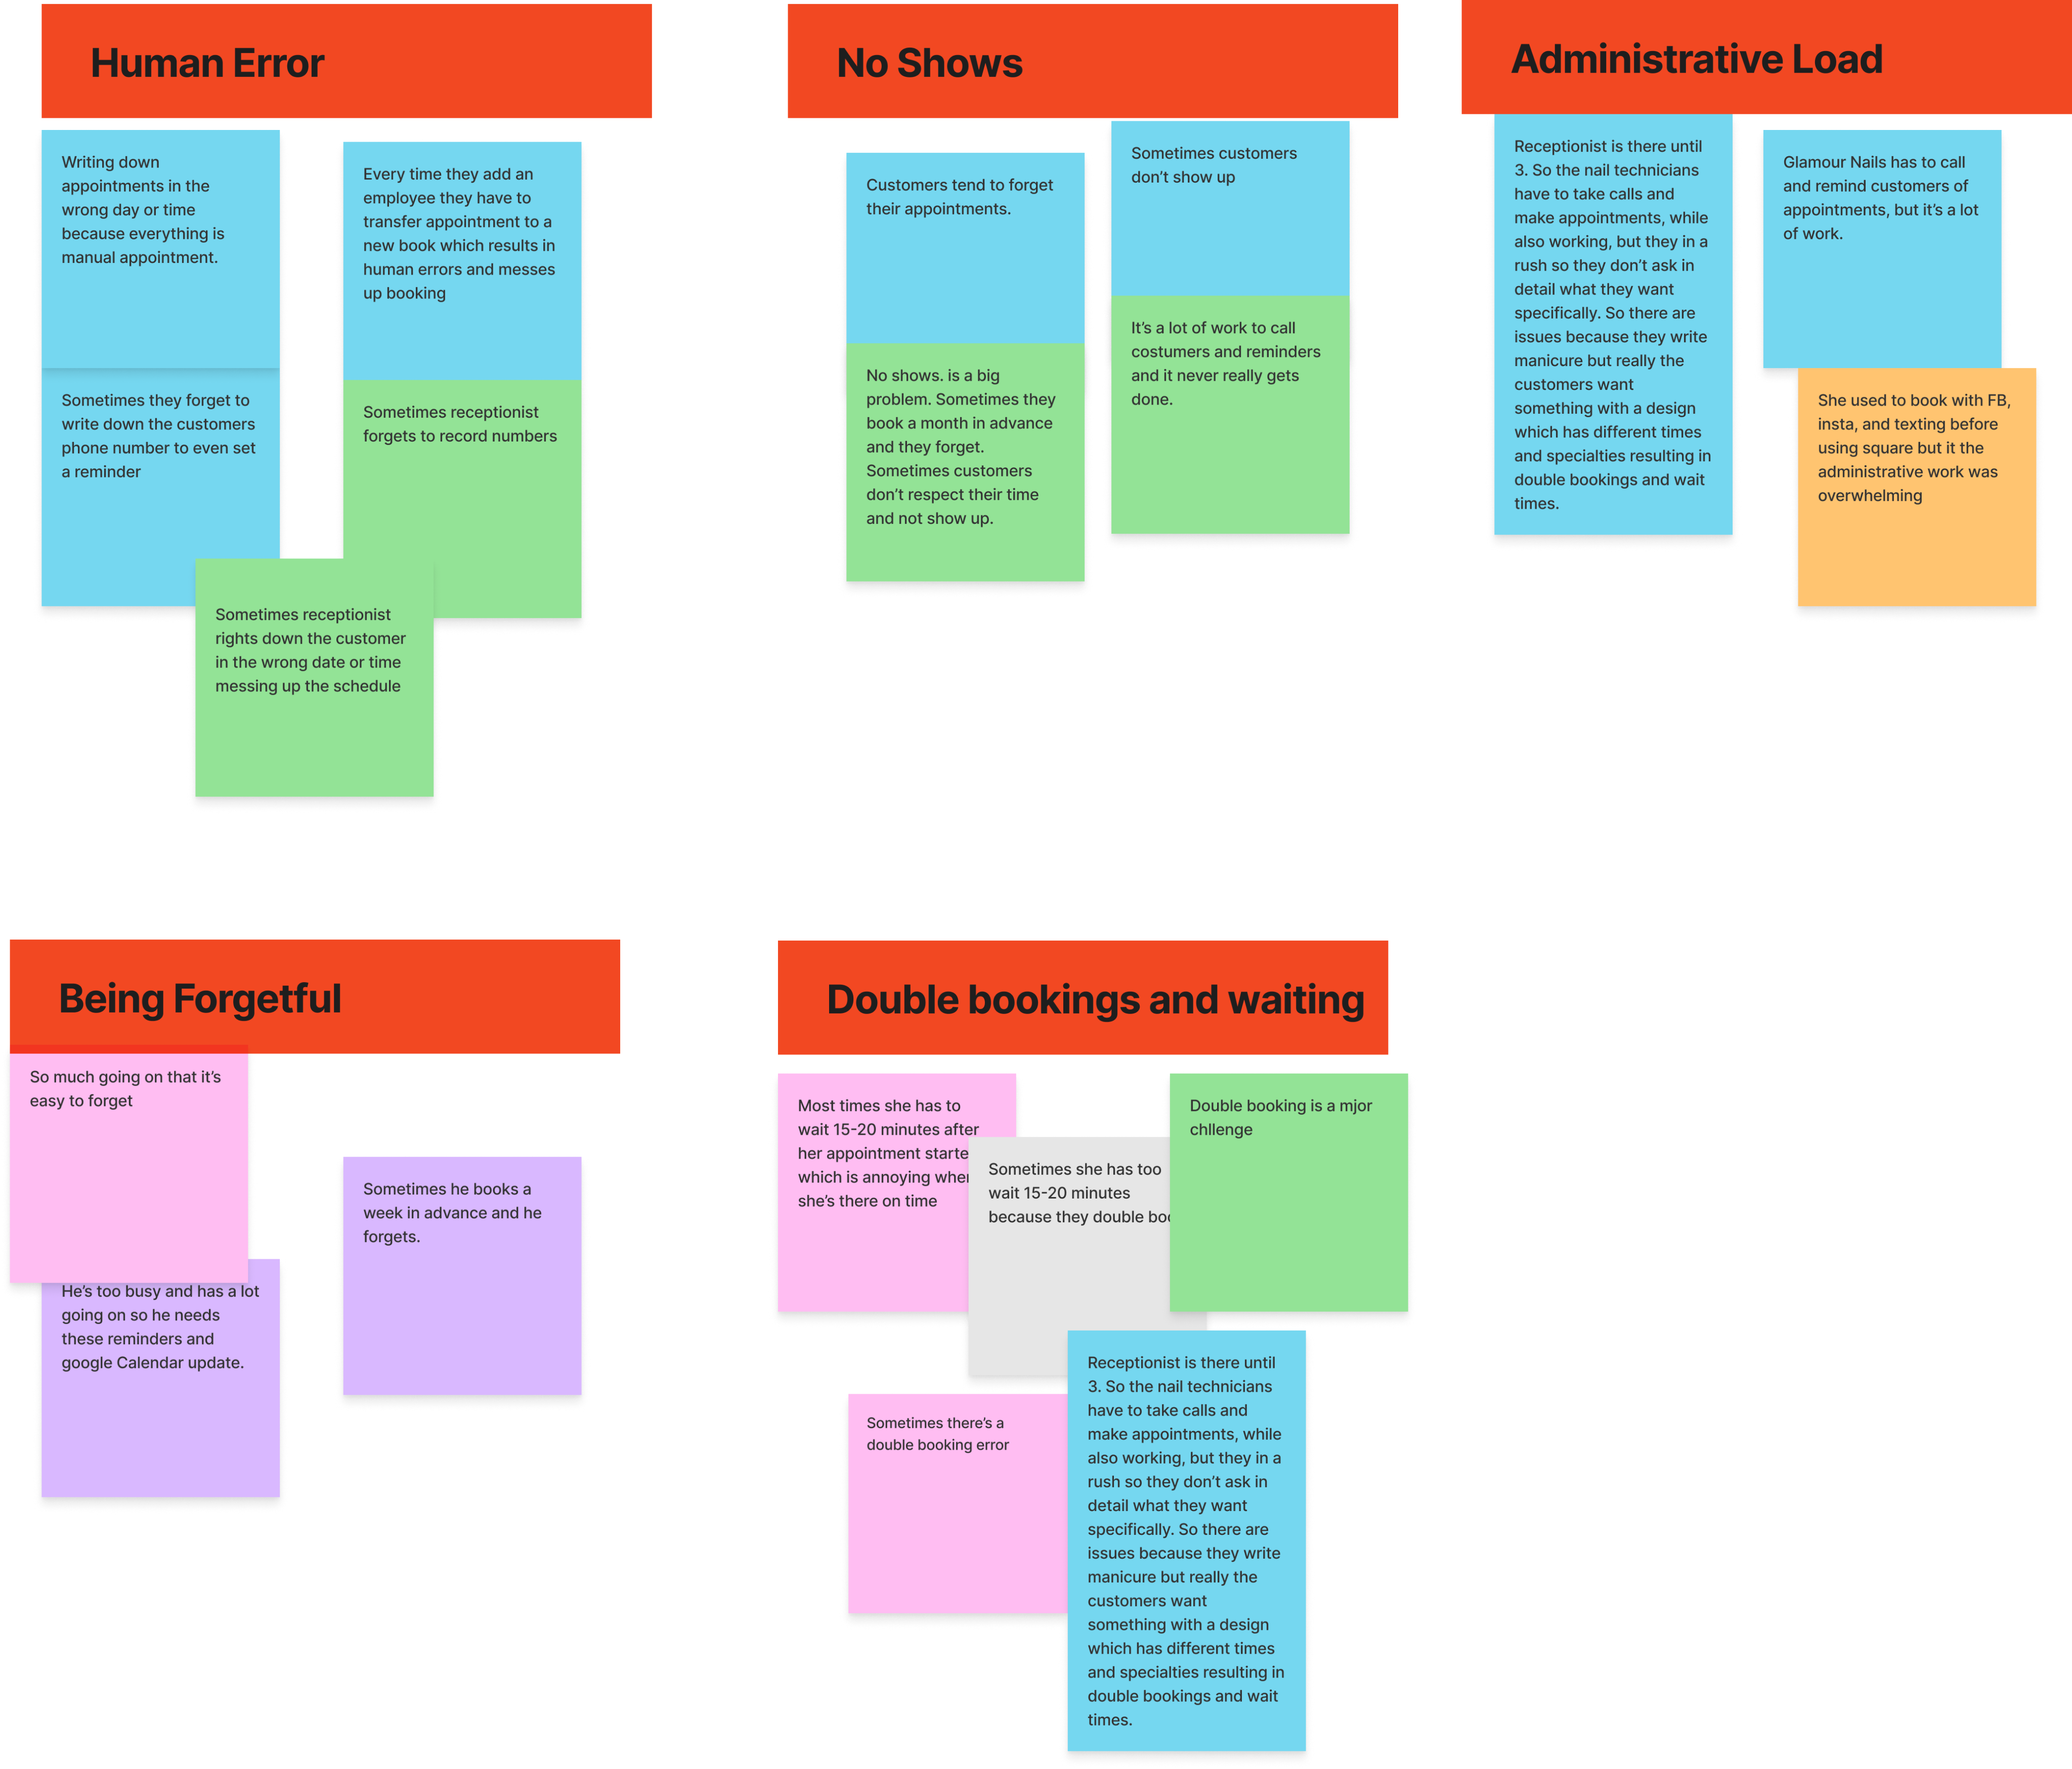 Human Error
Writing down
appointments in the
wrong day or time
because everything is
manual appointment.
Every time they add an
employee they have to
transfer appointment to a
new book which results in
human errors and messes
up booking
Sometimes they forget to
write down the customers
phone number to even set
a reminder
Sometimes receptionist
forgets to record numbers
Sometimes receptionist
rights down the customer
in the wrong date or time
messing up the schedule
No Shows
Customers tend to forget
their appointments.
Sometimes customers
don't show up
No shows. is a big
problem. Sometimes they
book a month in advance
and they forget.
Sometimes customers
don't respect their time
and not show up.
It's a lot of work to call
costumers and reminders
and it never really gets
done.
Administrative Load
Receptionist is there until
3. So the nail technicians
have to take calls and
make appointments, while
also working, but they in a
rush so they don't ask in
detail what they want
specifically. So there are
issues because they write
manicure but really the
customers want
something with a design
which has different times
and specialties resulting in
double bookings and wait
times.
Glamour Nails has to call
and remind customers of
appointments, but it's a lot
of work.
She used to book with FB,
insta, and texting before
using square but it the
administrative work was
overwhelming
Being Forgetful
So much going on that it's
easy to forget
He's too busy and has a lot
going on so he needs
these reminders and
google Calendar update.
Sometimes he books a
week in advance and he
forgets.
Double bookings and waiting
Most times she has to
wait 15-20 minutes after
her appointment starte
which is annoying when
she's there on time
Sometimes she has too
wait 15-20 minutes
because they double boo
Double booking is a mjor
chllenge
Sometimes there's a
double booking error
Receptionist is there until
3. So the nail technicians
have to take calls and
make appointments, while
also working, but they in a
rush so they don't ask in
detail what they want
specifically. So there are
issues because they write
manicure but really the
customers want
something with a design
which has different times
and specialties resulting in
double bookings and wait
times.